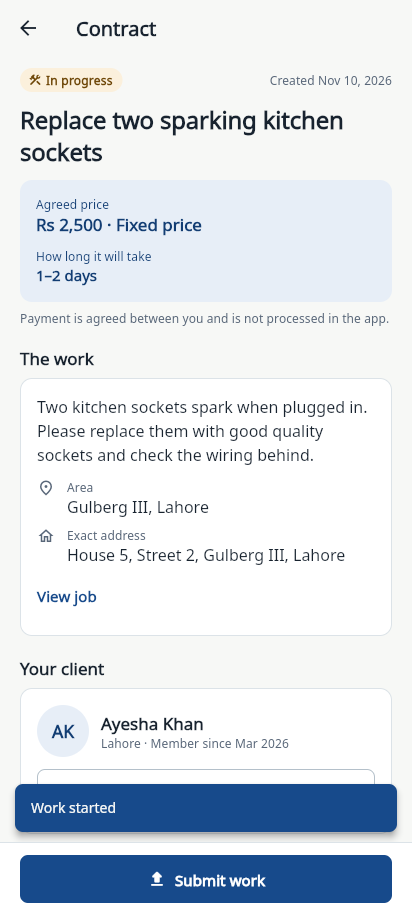 Contract
In progress
Created Nov 10, 2026
Replace two sparking kitchen
sockets
Agreed price
Rs 2,500 · Fixed price
How long it will take
1–2 days
Payment is agreed between you and is not processed in the app.
The work
Two kitchen sockets spark when plugged in.
Please replace them with good quality
sockets and check the wiring behind.
Area
Gulberg III, Lahore
Exact address
House 5, Street 2, Gulberg III, Lahore
View job
Your client
AK
Ayesha Khan
Lahore · Member since Mar 2026
Work started
Submit work